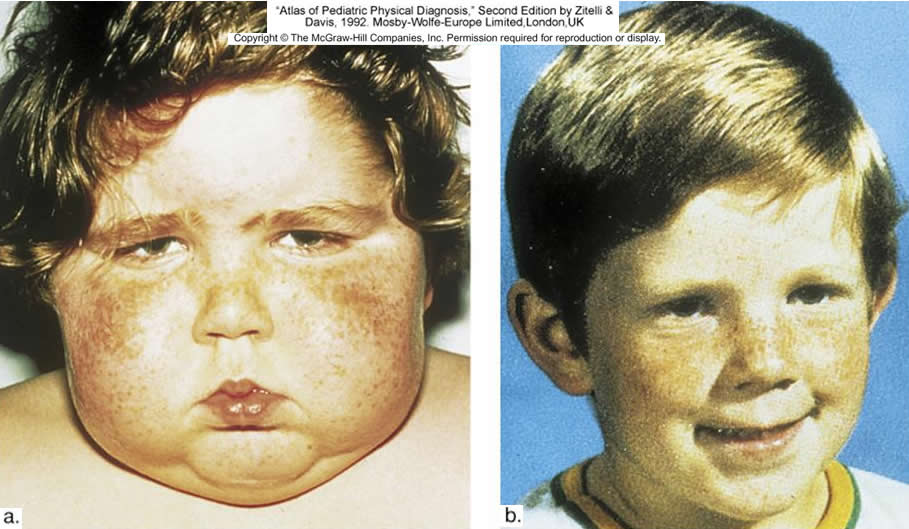 "Atlas of Pediatric Physical Diagnosis," Second Edition by Zitelli &
Davis, 1992. Mosby-Wolfe-Europe Limited,London,UK
Copyright © The McGraw-Hill Companies, Inc. Permission required for reproduction or display.
a.
b.